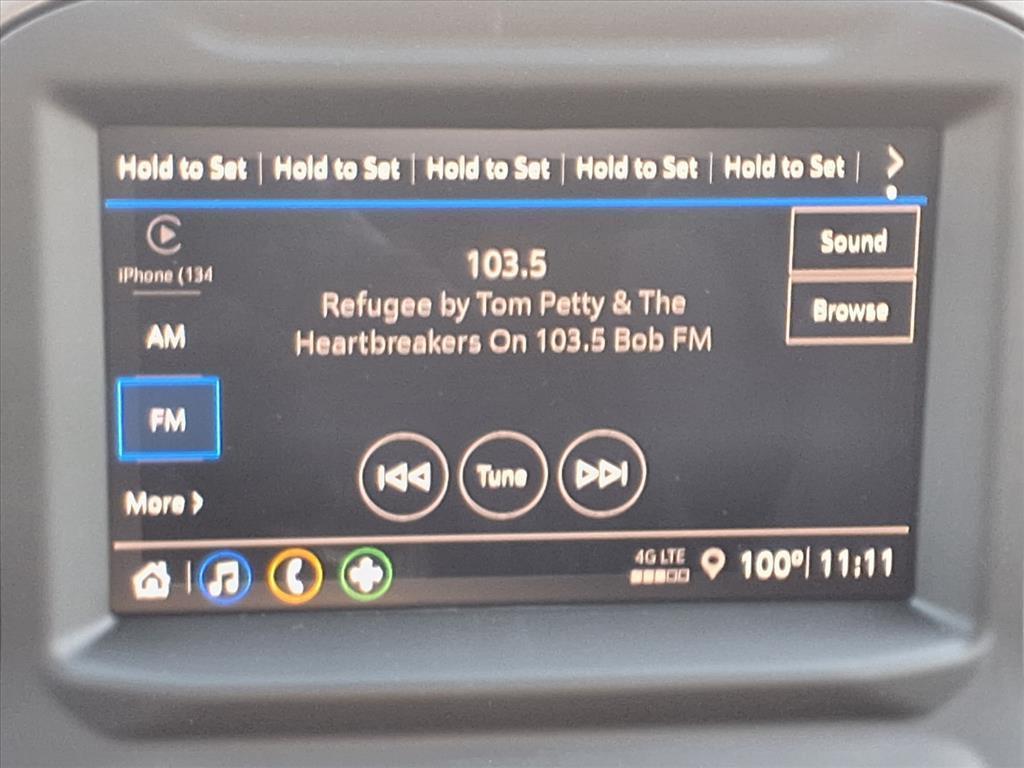 Hold to Set | Hold to Set | Hold to Set | Hold to Set | Hold to Set |
iPhone (134
Sound
103.5
Refugee by Tom Petty & The
Browse
AM
Heartbreakers On 103.5 Bob FM
FM
Tune
More
4G LTE
100° 11:11